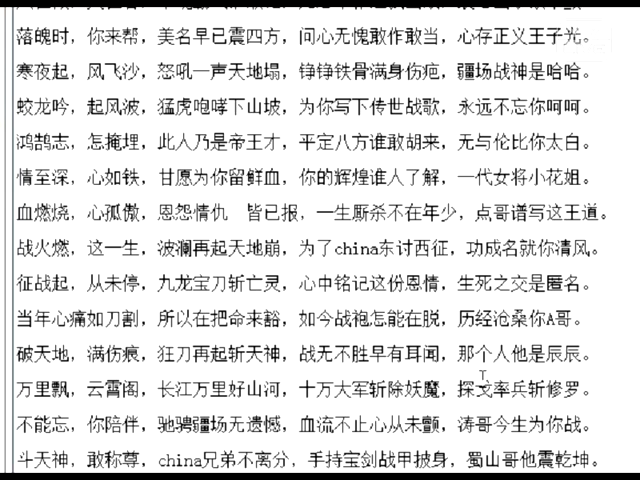 落魄时，你来帮，美名早已震四方，问心无愧敢作敢当，心存正义王子光。
寒夜起，风飞沙，怒吼一声天地塌，铮铮铁骨满身伤疤，疆场战神是哈哈。
蛟龙吟，起风波，猛虎咆哮下山坡，为你写下传世战歌，永远不忘你呵呵。
鸿鹄志，怎掩埋，此人乃是帝王才，平定八方谁敢胡来，无与伦比你太白。
情至深，心如铁，甘愿为你留鲜血，你的辉煌谁人了解，一代女将小花姐。
血燃烧，心孤傲，恩怨情仇 皆已报，一生厮杀不在年少，点哥谱写这王道。
战火燃，这一生，波澜再起天地崩，为了china东讨西征，功成名就你清风。
征战起，从未停，九龙宝刀斩亡灵，心中铭记这份恩情，生死之交是匿名。
当年心痛如刀割，所以在把命来豁，如今战袍怎能在脱，历经沧桑你A哥。
破天地，满伤痕，狂刀再起斩天神，战无不胜早有耳闻，那个人他是辰辰。
万里飘，云霄阁，长江万里好山河，十万大军斩除妖魔，探戈率兵斩修罗。
不能忘，你陪伴，驰骋疆场无遗憾，血流不止心从未颤，涛哥今生为你战。
斗天神，敢称尊，china兄弟不离分，手持宝剑战甲披身，蜀山哥他震乾坤。